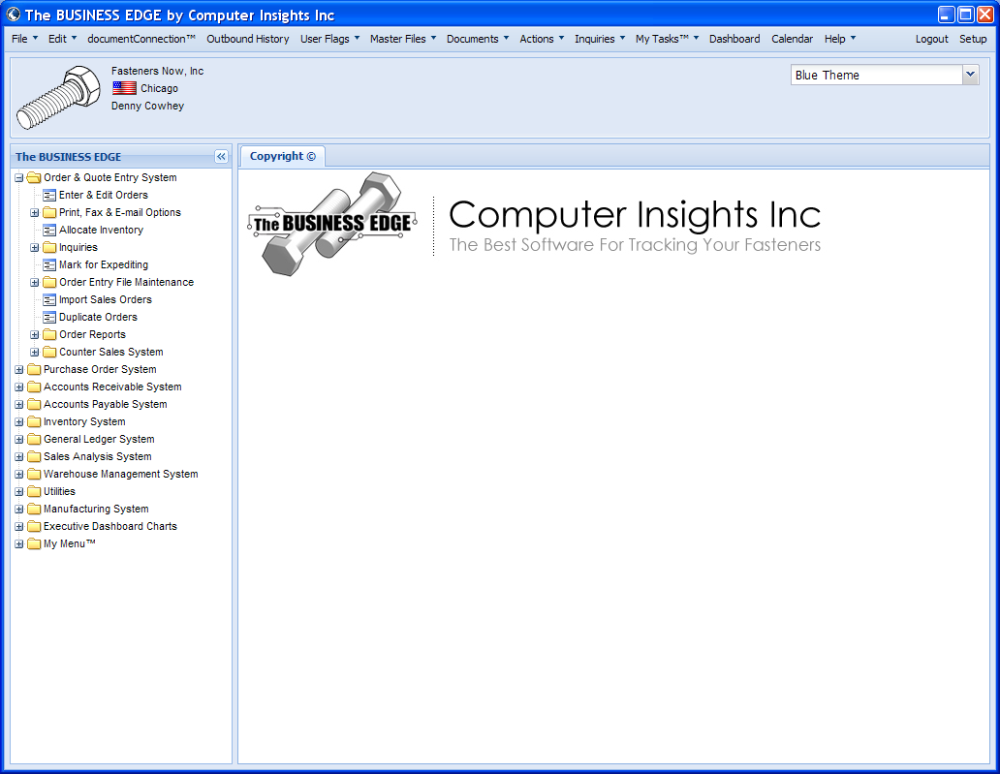 The BUSINESS EDGE by Computer Insights Inc
File Edit documentConnection™ Outbound History User Flags Master Files Documents Actions Inquiries My Tasks™ Dashboard Calendar Help Logout Setup
Fasteners Now, Inc
Chicago
Denny Cowhey
Blue Theme
The BUSINESS EDGE
Order & Quote Entry System
Enter & Edit Orders
Print, Fax & E-mail Options
Allocate Inventory
Inquiries
Mark for Expediting
Order Entry File Maintenance
Import Sales Orders
Duplicate Orders
Order Reports
Counter Sales System
Purchase Order System
Accounts Receivable System
Accounts Payable System
Inventory System
General Ledger System
Sales Analysis System
Warehouse Management System
Utilities
Manufacturing System
Executive Dashboard Charts
My Menu™
Copyright ©
The BUSINESS EDGE
Computer Insights Inc
The Best Software For Tracking Your Fasteners